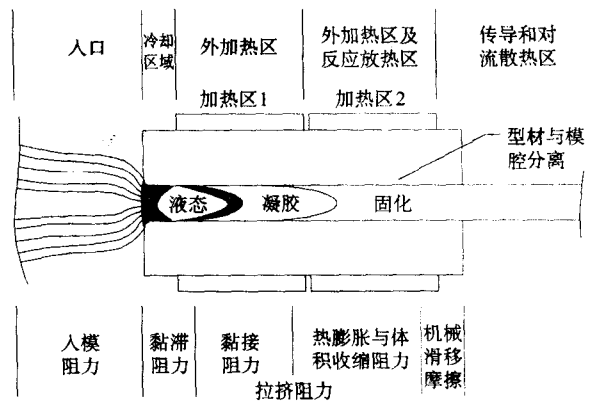 入口
冷却
区域
外加热区
外加热区及
反应放热区
传导和对
流散热区
加热区1
加热区2
型材与模
腔分离
液态
凝胶
固化
入模
阻力
黏滞
阻力
黏接
阻力
热膨胀与体
积收缩阻力
机械
滑移
摩擦
拉挤阻力